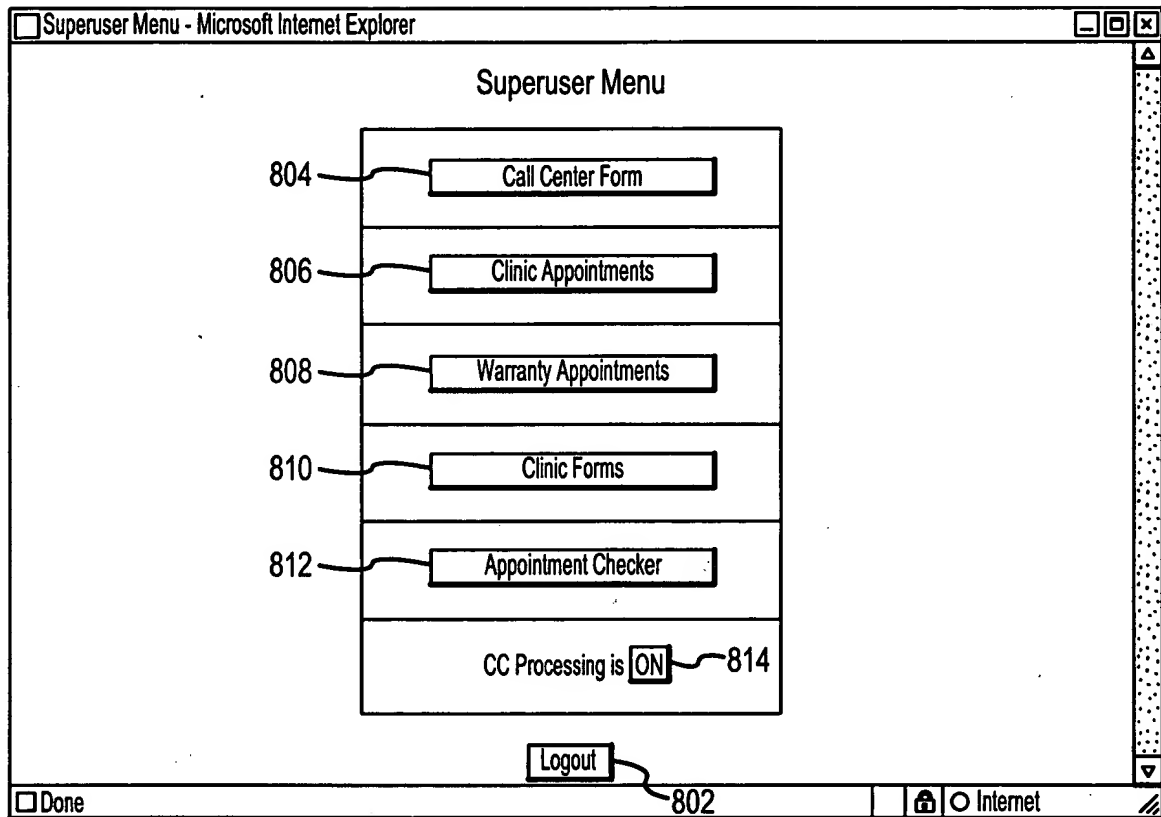 Superuser Menu - Microsoft Internet Explorer
Superuser Menu
804 Call Center Form
806 Clinic Appointments
808 Warranty Appointments
810 Clinic Forms
812 Appointment Checker
CC Processing is ON 814
Logout
802
Done Internet